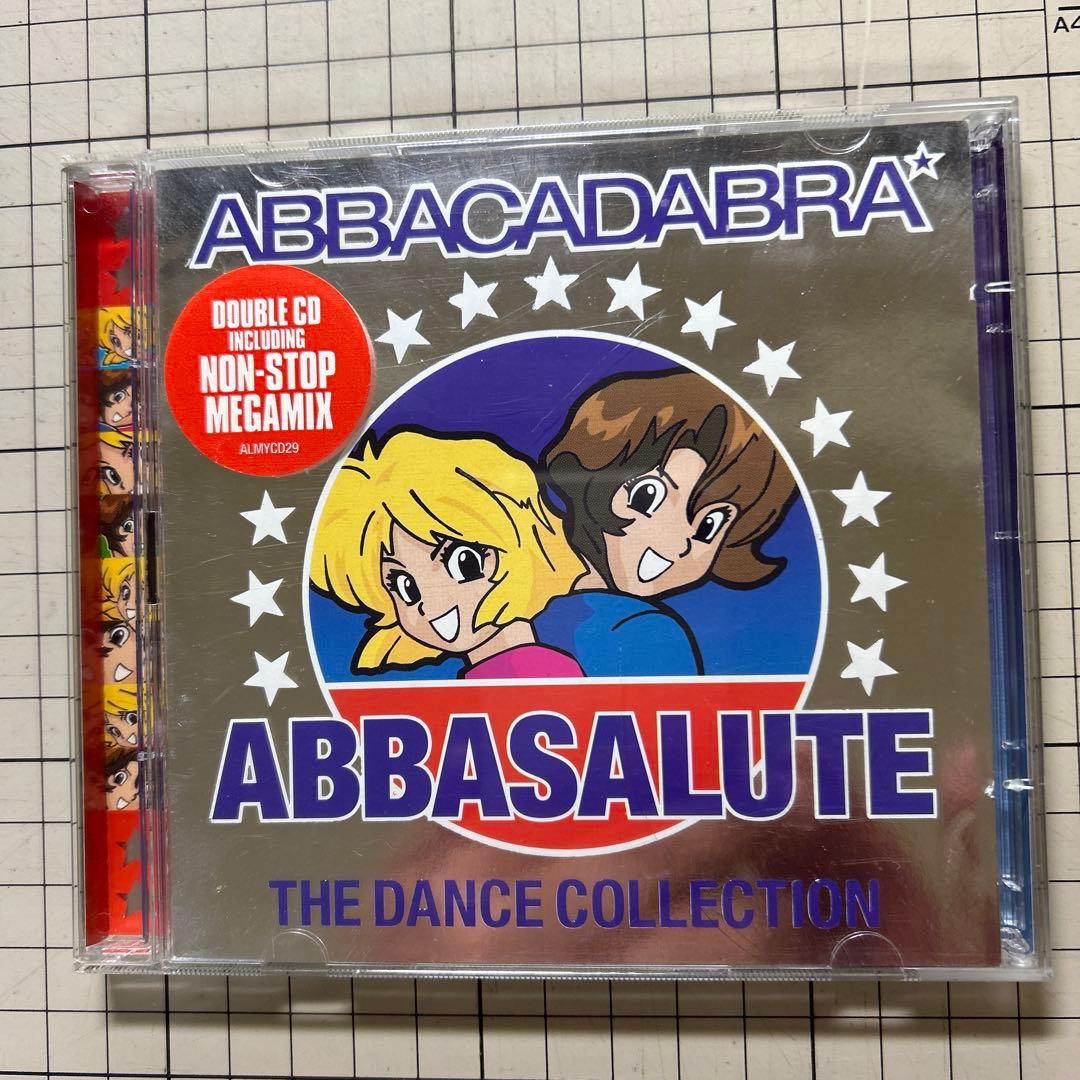 A4
ABBACADABRA
DOUBLE CD
INCLUDING
NON-STOP
MEGAMIX
ALMYCD29
ABBASALUTE
THE DANCE COLLECTION